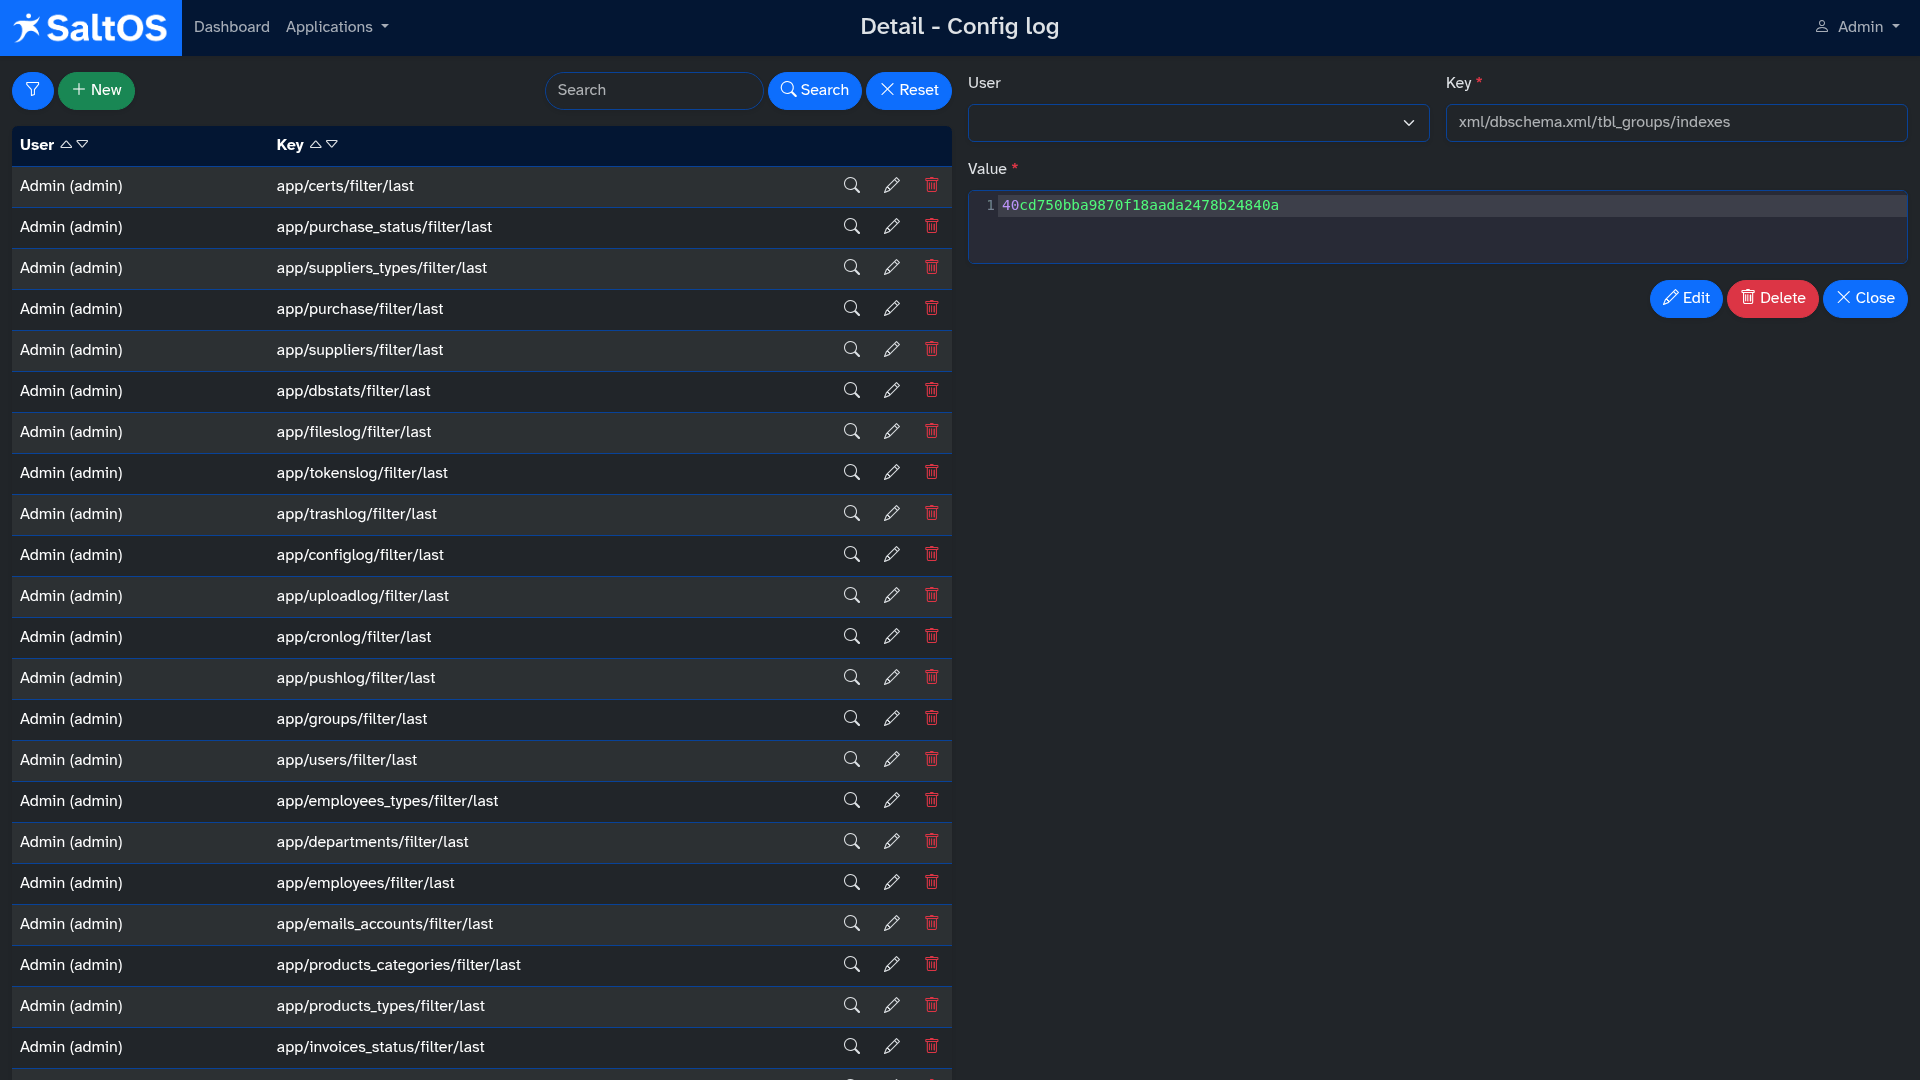 SaltOS Dashboard Applications Detail - Config log Admin
New Search Search Reset
User Key
Admin (admin) app/certs/filter/last
Admin (admin) app/purchase_status/filter/last
Admin (admin) app/suppliers_types/filter/last
Admin (admin) app/purchase/filter/last
Admin (admin) app/suppliers/filter/last
Admin (admin) app/dbstats/filter/last
Admin (admin) app/fileslog/filter/last
Admin (admin) app/tokenslog/filter/last
Admin (admin) app/trashlog/filter/last
Admin (admin) app/configlog/filter/last
Admin (admin) app/uploadlog/filter/last
Admin (admin) app/cronlog/filter/last
Admin (admin) app/pushlog/filter/last
Admin (admin) app/groups/filter/last
Admin (admin) app/users/filter/last
Admin (admin) app/employees_types/filter/last
Admin (admin) app/departments/filter/last
Admin (admin) app/employees/filter/last
Admin (admin) app/emails_accounts/filter/last
Admin (admin) app/products_categories/filter/last
Admin (admin) app/products_types/filter/last
Admin (admin) app/invoices_status/filter/last
User Key *
xml/dbschema.xml/tbl_groups/indexes
Value *
1 40cd750bba9870f18aada2478b24840a
Edit Delete Close